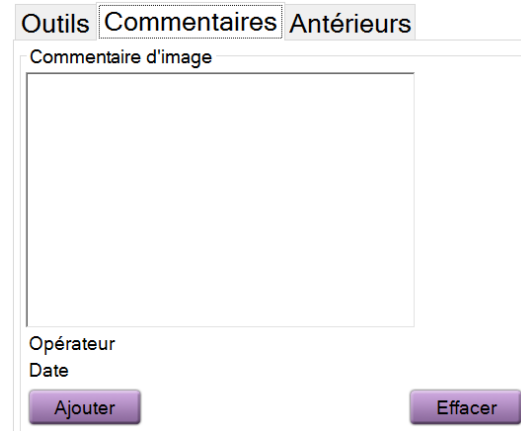 Outils Commentaires Antérieurs
Commentaire d'image
Opérateur
Date
Ajouter Effacer